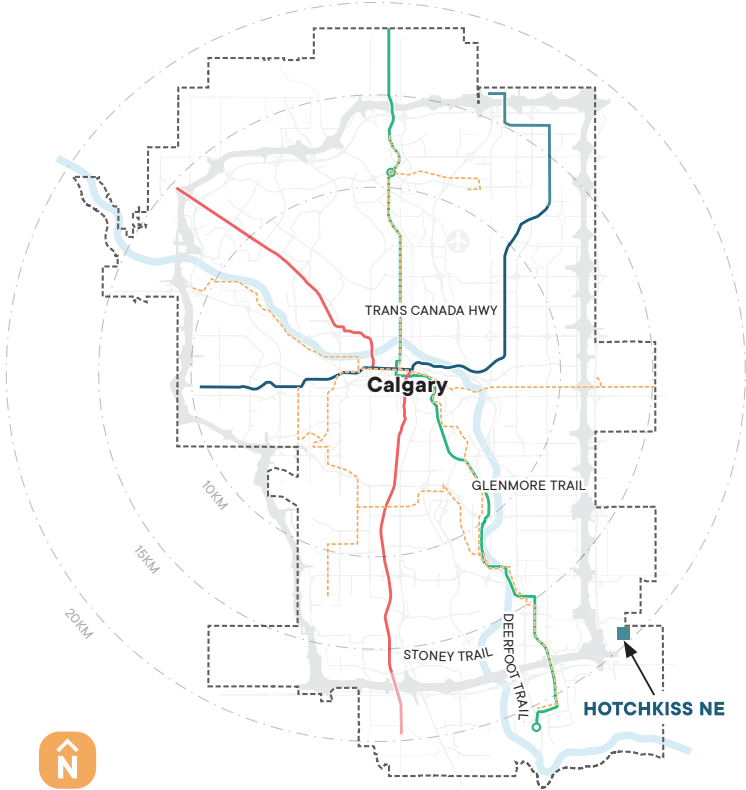 TRANS CANADA HWY
Calgary
GLENMORE TRAIL
10KM
15KM
20KM
STONEY TRAIL
DEERFOOT TRAIL
HOTCHKISS NE
N